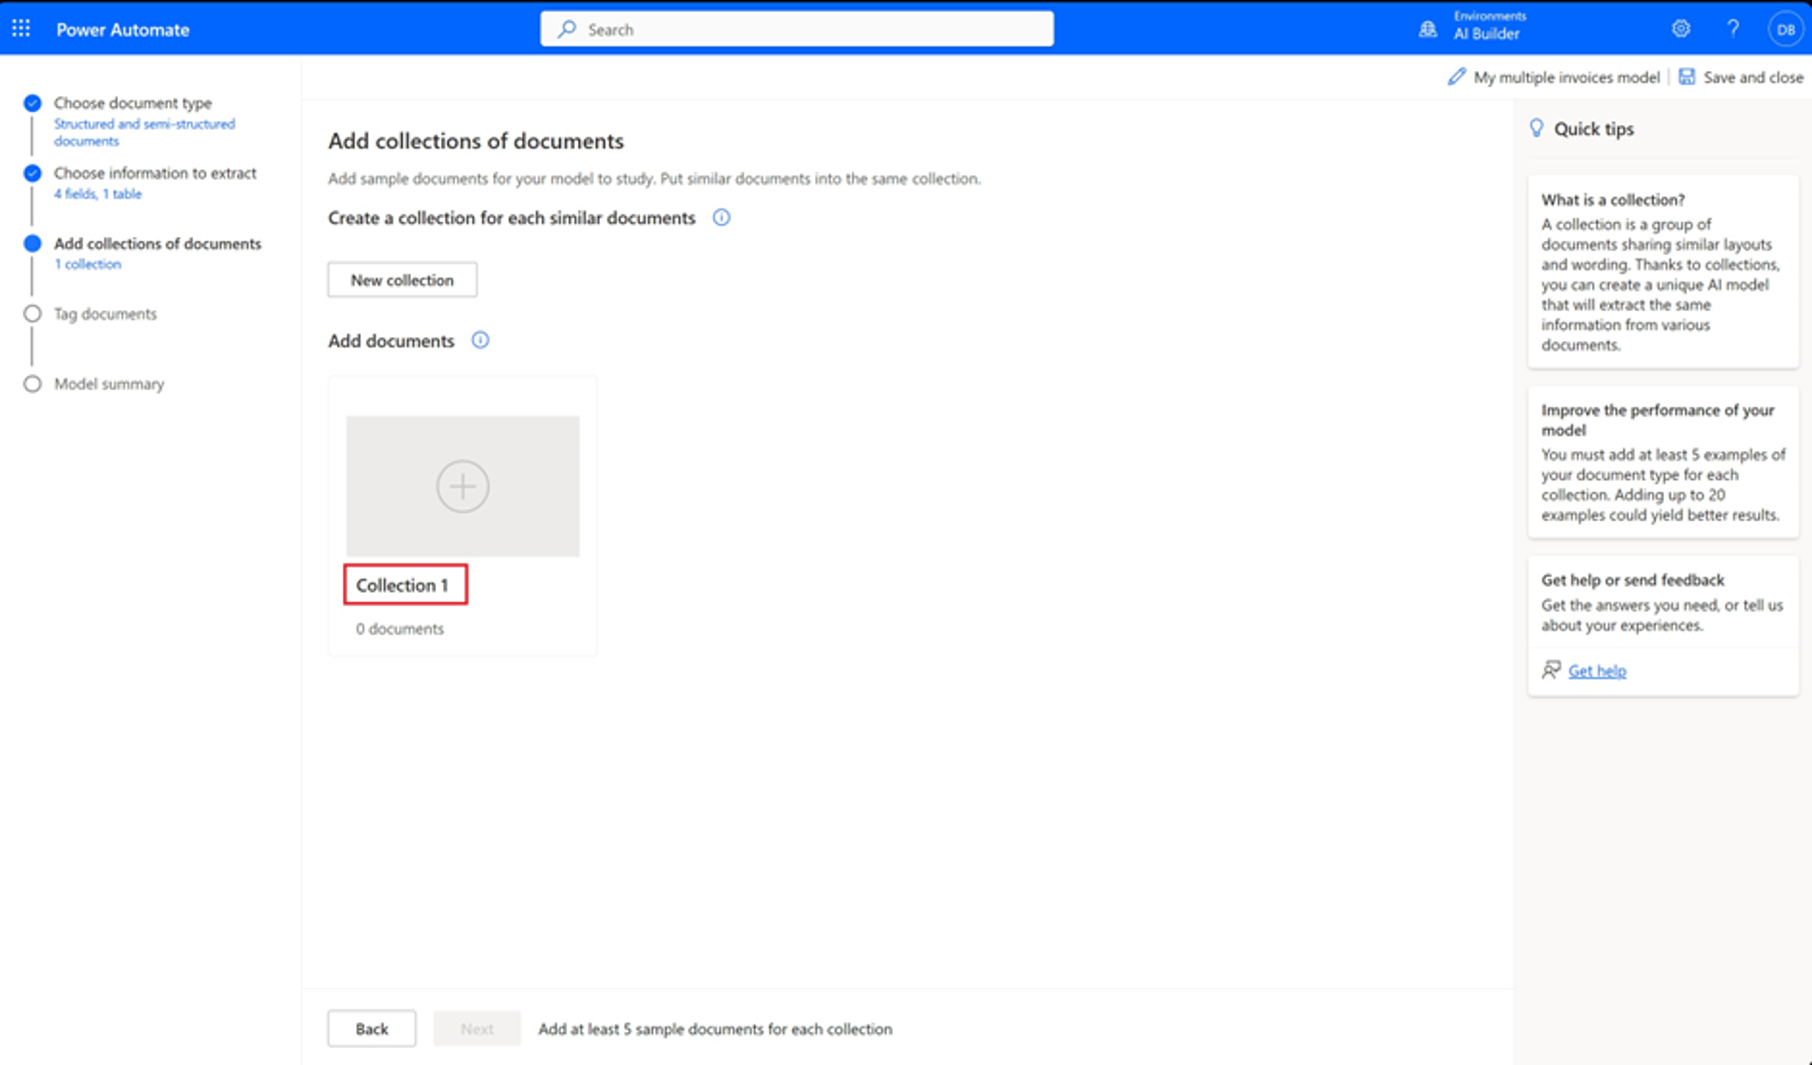 Power Automate
Search
Environments
AI Builder
?
DB
My multiple invoices model
Save and close
Choose document type
Structured and semi-structured
documents
Choose information to extract
4 fields, 1 table
Add collections of documents
1 collection
Tag documents
Model summary
Add collections of documents
Add sample documents for your model to study. Put similar documents into the same collection.
Create a collection for each similar documents
New collection
Add documents
Collection 1
0 documents
Back
Next
Add at least 5 sample documents for each collection
Quick tips
What is a collection?
A collection is a group of
documents sharing similar layouts
and wording. Thanks to collections,
you can create a unique AI model
that will extract the same
information from various
documents.
Improve the performance of your
model
You must add at least 5 examples of
your document type for each
collection. Adding up to 20
examples could yield better results.
Get help or send feedback
Get the answers you need, or tell us
about your experiences.
Get help